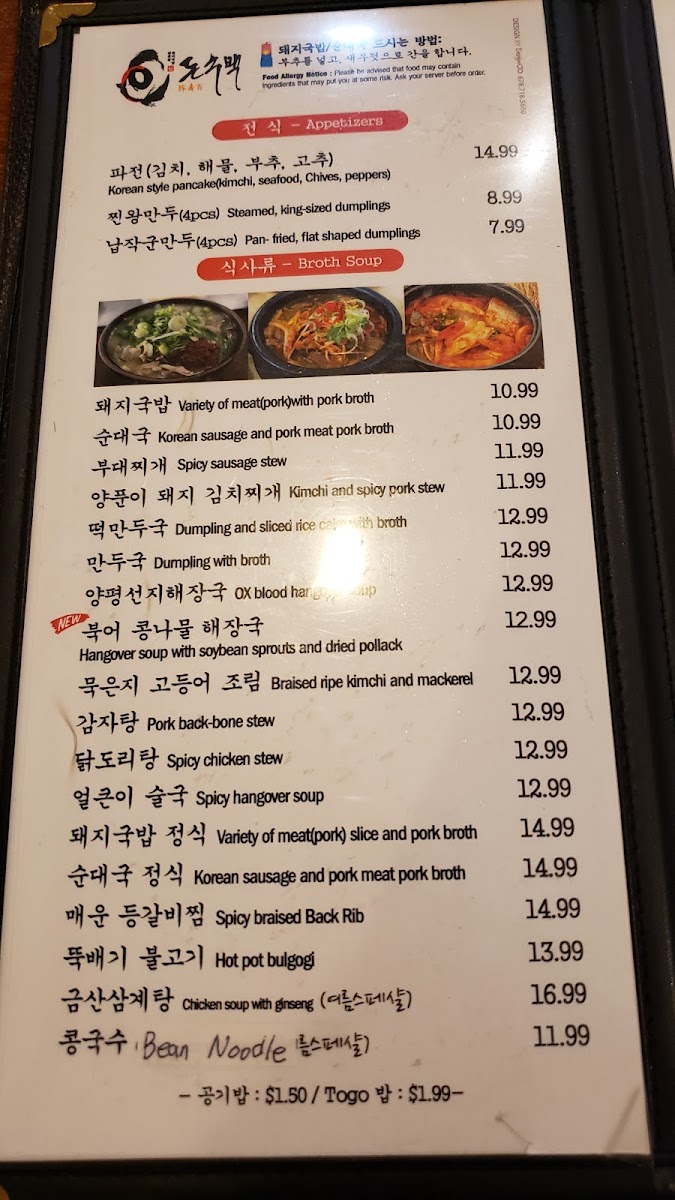 돈수백
豚壽百
돼지국밥/순대국 드시는 방법:
부추를 넣고, 새우젓으로 간을 합니다.
Food Allergy Notice : Please be advised that food may contain
ingredients that may put you at some risk. Ask your server before order.
전 식 - Appetizers
파전(김치, 해물, 부추, 고추) 14.99
Korean style pancake(kimchi, seafood, Chives, peppers)
찐왕만두(4pcs) Steamed, king-sized dumplings 8.99
납작군만두(4pcs) Pan- fried, flat shaped dumplings 7.99
식사류 - Broth Soup
돼지국밥 Variety of meat(pork)with pork broth 10.99
순대국 Korean sausage and pork meat pork broth 10.99
부대찌개 Spicy sausage stew 11.99
양푼이 돼지 김치찌개 Kimchi and spicy pork stew 11.99
떡만두국 Dumpling and sliced rice cake with broth 12.99
만두국 Dumpling with broth 12.99
양평선지해장국 OX blood hangover soup 12.99
NEW
북어 콩나물 해장국 12.99
Hangover soup with soybean sprouts and dried pollack
묵은지 고등어 조림 Braised ripe kimchi and mackerel 12.99
감자탕 Pork back-bone stew 12.99
닭도리탕 Spicy chicken stew 12.99
얼큰이 술국 Spicy hangover soup 12.99
돼지국밥 정식 Variety of meat(pork) slice and pork broth 14.99
순대국 정식 Korean sausage and pork meat pork broth 14.99
매운 등갈비찜 Spicy braised Back Rib 14.99
뚝배기 불고기 Hot pot bulgogi 13.99
금산삼계탕 Chicken soup with ginseng (여름스페샬) 16.99
콩국수 Bean Noodle 름스페샬) 11.99
- 공기밥 : $1.50 / Togo 밥 : $1.99-